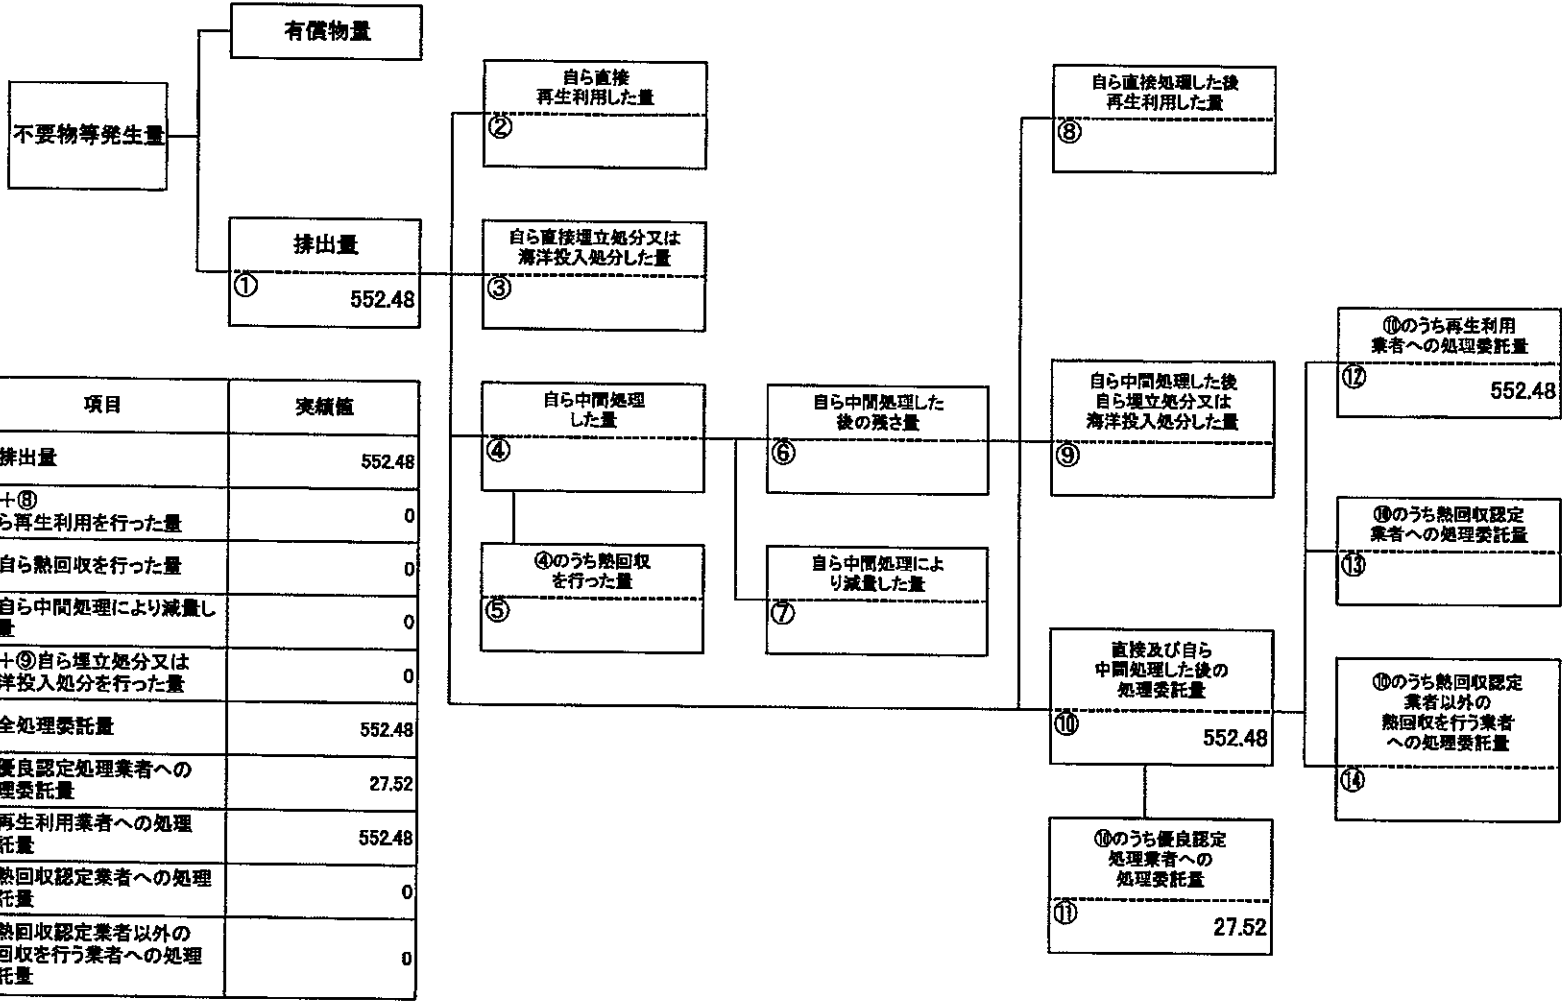 有償物量
不要物等発生量
排出量
①
552.48
自ら直接
再生利用した量
②
自ら直接埋立処分又は
海洋投入処分した量
③
自ら中間処理
した量
④
④のうち熱回収
を行った量
⑤
自ら中間処理した
後の残さ量
⑥
自ら中間処理によ
り減量した量
⑦
自ら直接処理した後
再生利用した量
⑧
自ら中間処理した後
自ら埋立処分又は
海洋投入処分した量
⑨
直接及び自ら
中間処理した後の
処理委託量
⑩
552.48
⑩のうち優良認定
処理業者への
処理委託量
⑪
27.52
⑩のうち再生利用
業者への処理委託量
⑫
552.48
⑩のうち熱回収認定
業者への処理委託量
⑬
⑩のうち熱回収認定
業者以外の
熱回収を行う業者
への処理委託量
⑭
項目 実績値
排出量 552.48
+⑧
ら再生利用を行った量 0
自ら熱回収を行った量 0
自ら中間処理により減量し
量 0
+⑨自ら埋立処分又は
洋投入処分を行った量 0
全処理委託量 552.48
優良認定処理業者への
理委託量 27.52
再生利用業者への処理
託量 552.48
熱回収認定業者への処理
託量 0
熱回収認定業者以外の
回収を行う業者への処理
託量 0